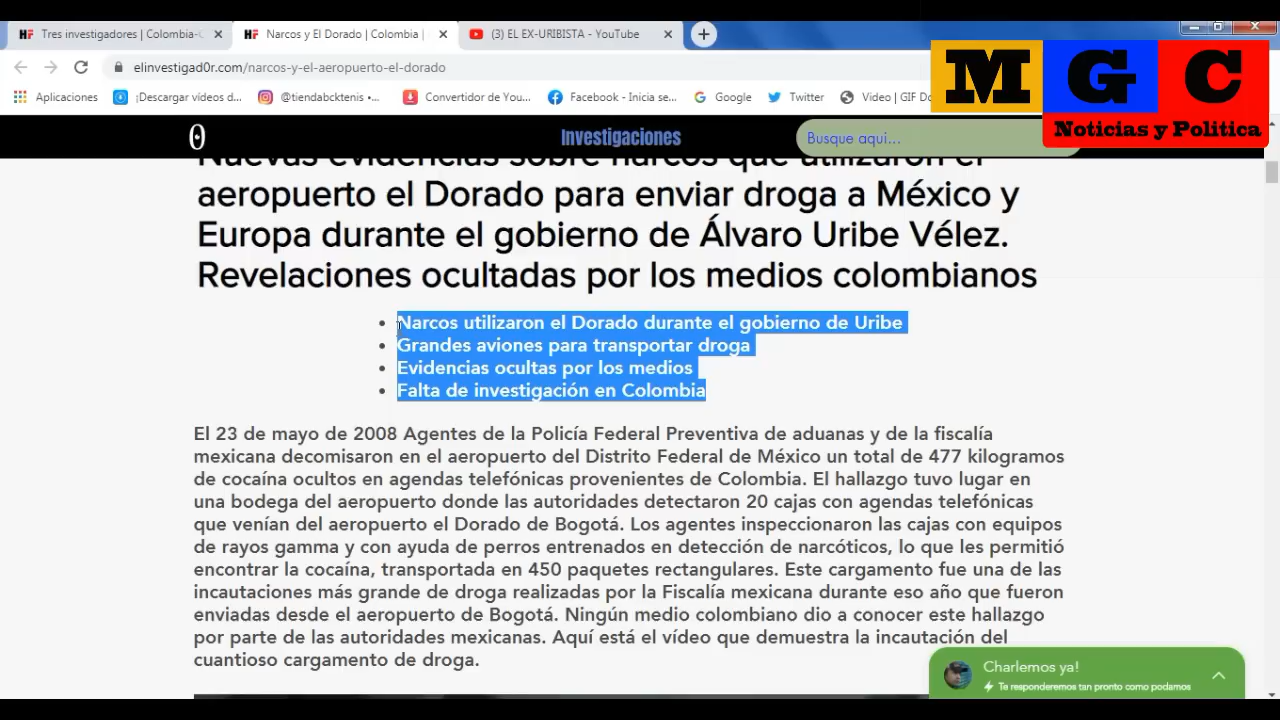 Tres investigadores | Colombia-
Narcos y El Dorado | Colombia |
(3) K-URIBISTA - YouTube
elinvestigad0r.com/narcos-y-el-aeropuerto-el-dorado
Aplicaciones
¡Descargar vídeos d...
@tiendabcktenis •...
Convertidor de You...
Facebook - Inicia se...
Google
Twitter
Video | GIF Do
M G C
Noticias y Politica
0
Investigaciones
Busque aqui...
Nuevas evidencias sobre narcos que utilizaron el
aeropuerto el Dorado para enviar droga a México y
Europa durante el gobierno de Álvaro Uribe Vélez.
Revelaciones ocultadas por los medios colombianos
• Narcos utilizaron el Dorado durante el gobierno de Uribe
• Grandes aviones para transportar droga
• Evidencias ocultas por los medios
• Falta de investigación en Colombia
El 23 de mayo de 2008 Agentes de la Policía Federal Preventiva de aduanas y de la fiscalía
mexicana decomisaron en el aeropuerto del Distrito Federal de México un total de 477 kilogramos
de cocaína ocultos en agendas telefónicas provenientes de Colombia. El hallazgo tuvo lugar en
una bodega del aeropuerto donde las autoridades detectaron 20 cajas con agendas telefónicas
que venían del aeropuerto el Dorado de Bogotá. Los agentes inspeccionaron las cajas con equipos
de rayos gamma y con ayuda de perros entrenados en detección de narcóticos, lo que les permitió
encontrar la cocaína, transportada en 450 paquetes rectangulares. Este cargamento fue una de las
incautaciones más grande de droga realizadas por la Fiscalía mexicana durante eso año que fueron
enviadas desde el aeropuerto de Bogotá. Ningún medio colombiano dio a conocer este hallazgo
por parte de las autoridades mexicanas. Aquí está el vídeo que demuestra la incautación del
cuantioso cargamento de droga.
Charlemos ya!
Te responderemos tan pronto como podamos